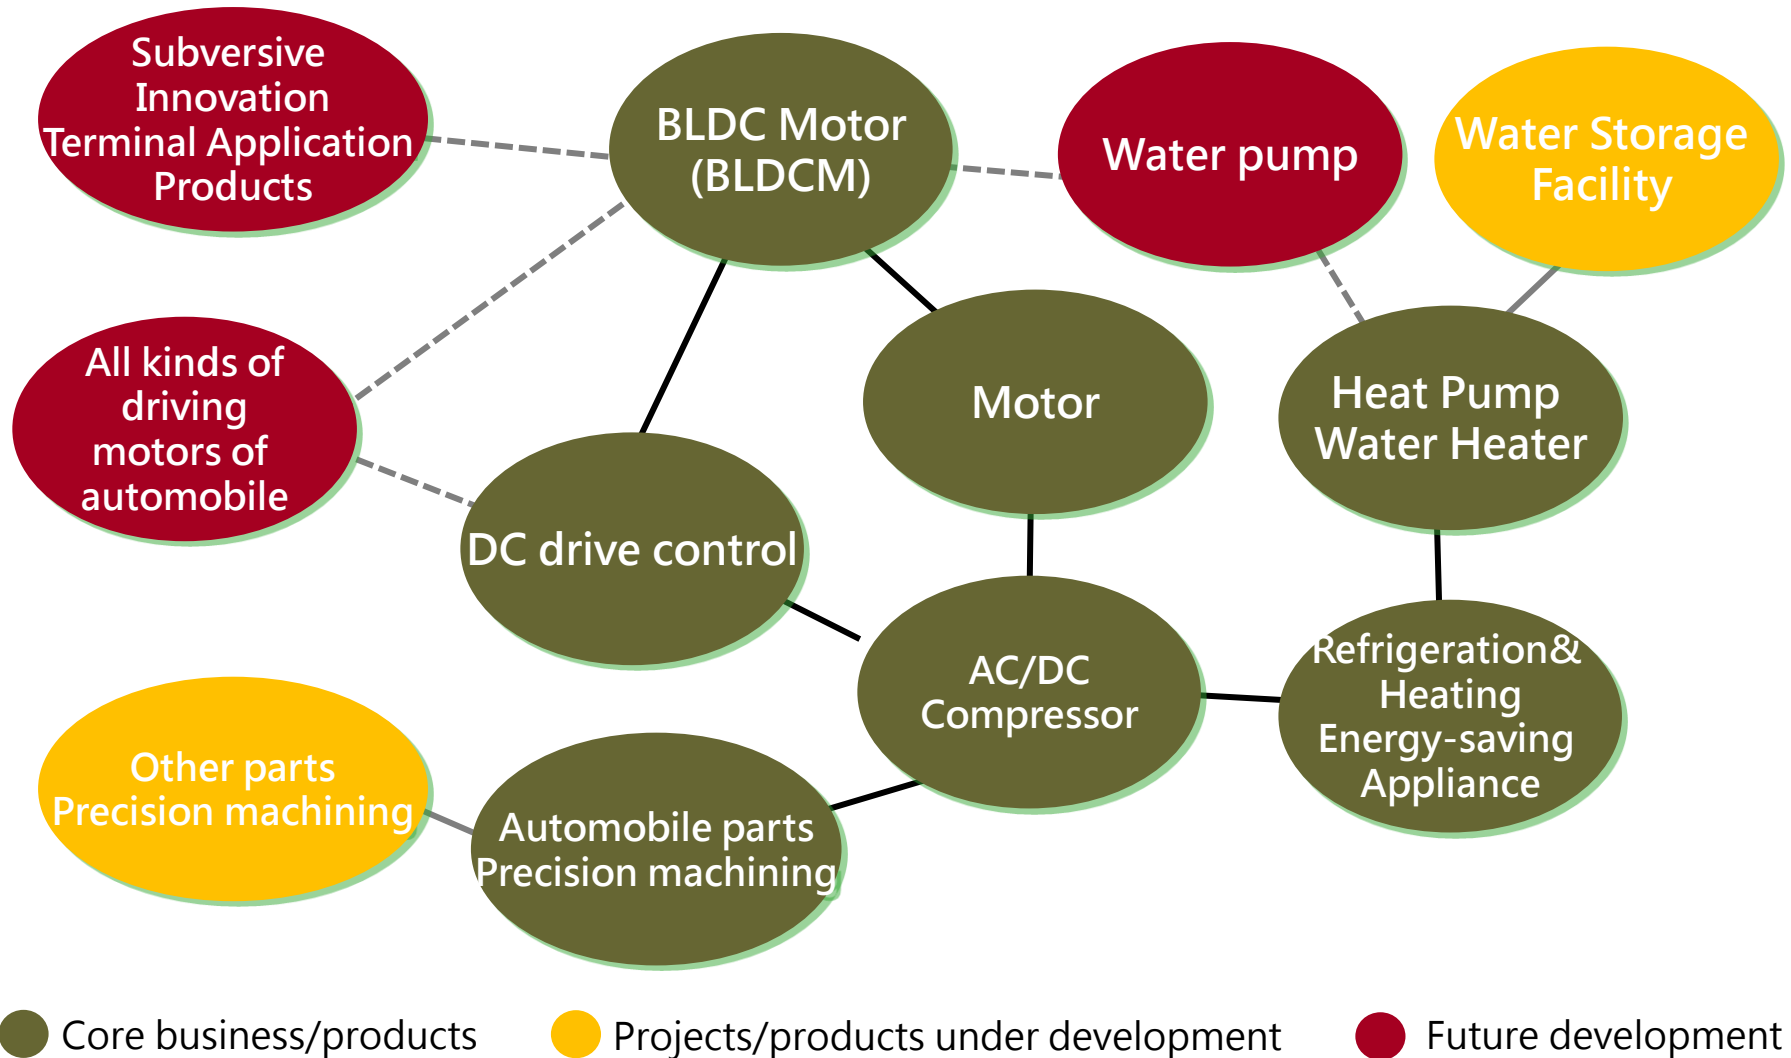 Subversive
Innovation
Terminal Application
Products
BLDC Motor
(BLDCM)
Water pump
Water Storage
Facility
All kinds of
driving
motors of
automobile
Motor
Heat Pump
Water Heater
DC drive control
AC/DC
Compressor
Refrigeration&
Heating
Energy-saving
Appliance
Other parts
Precision machining
Automobile parts
Precision machining
Core business/products
Projects/products under development
Future development